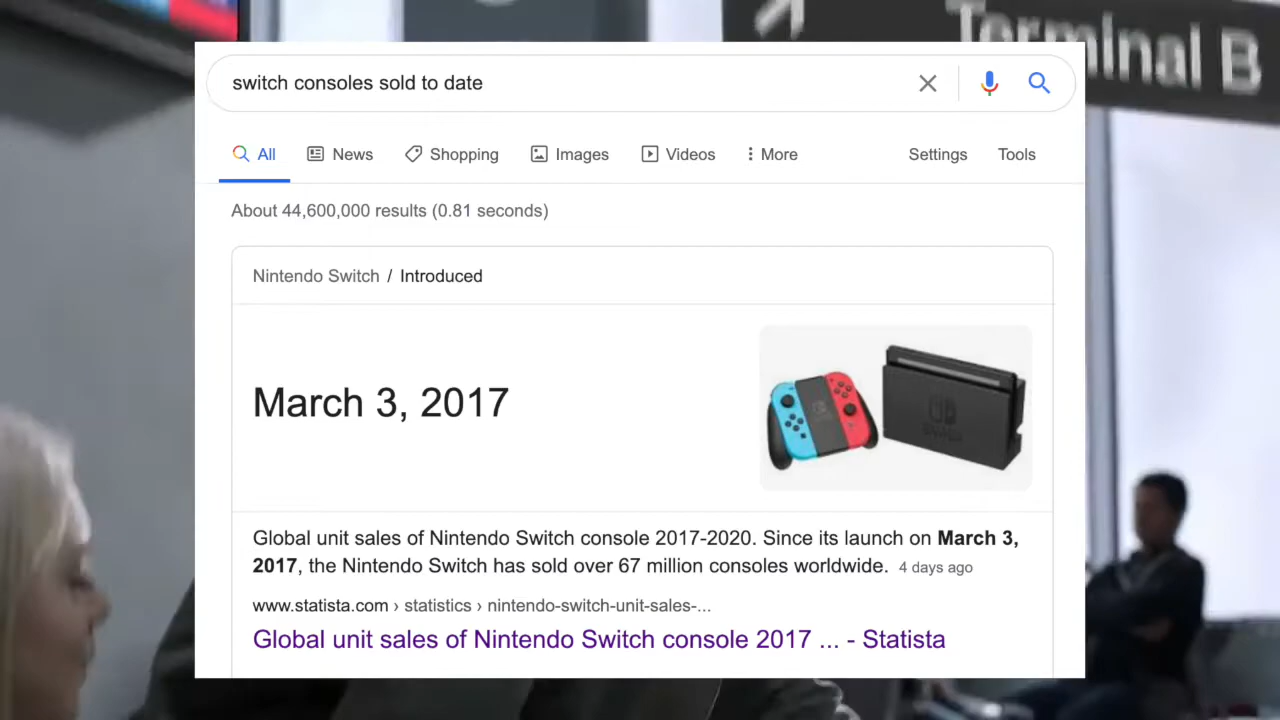 Terminal B
switch consoles sold to date
All News Shopping Images Videos More Settings Tools
About 44,600,000 results (0.81 seconds)
Nintendo Switch / Introduced
March 3, 2017
Global unit sales of Nintendo Switch console 2017-2020. Since its launch on March 3,
2017, the Nintendo Switch has sold over 67 million consoles worldwide. 4 days ago
www.statista.com › statistics › nintendo-switch-unit-sales-...
Global unit sales of Nintendo Switch console 2017 ... - Statista